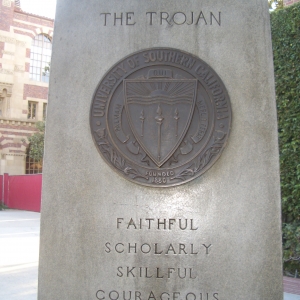 THE TROJAN
UNIVERSITY OF SOUTHERN CALIFORNIA
FOUNDED
1880
FAITHFUL
SCHOLARLY
SKILLFUL
COURAGEOUS